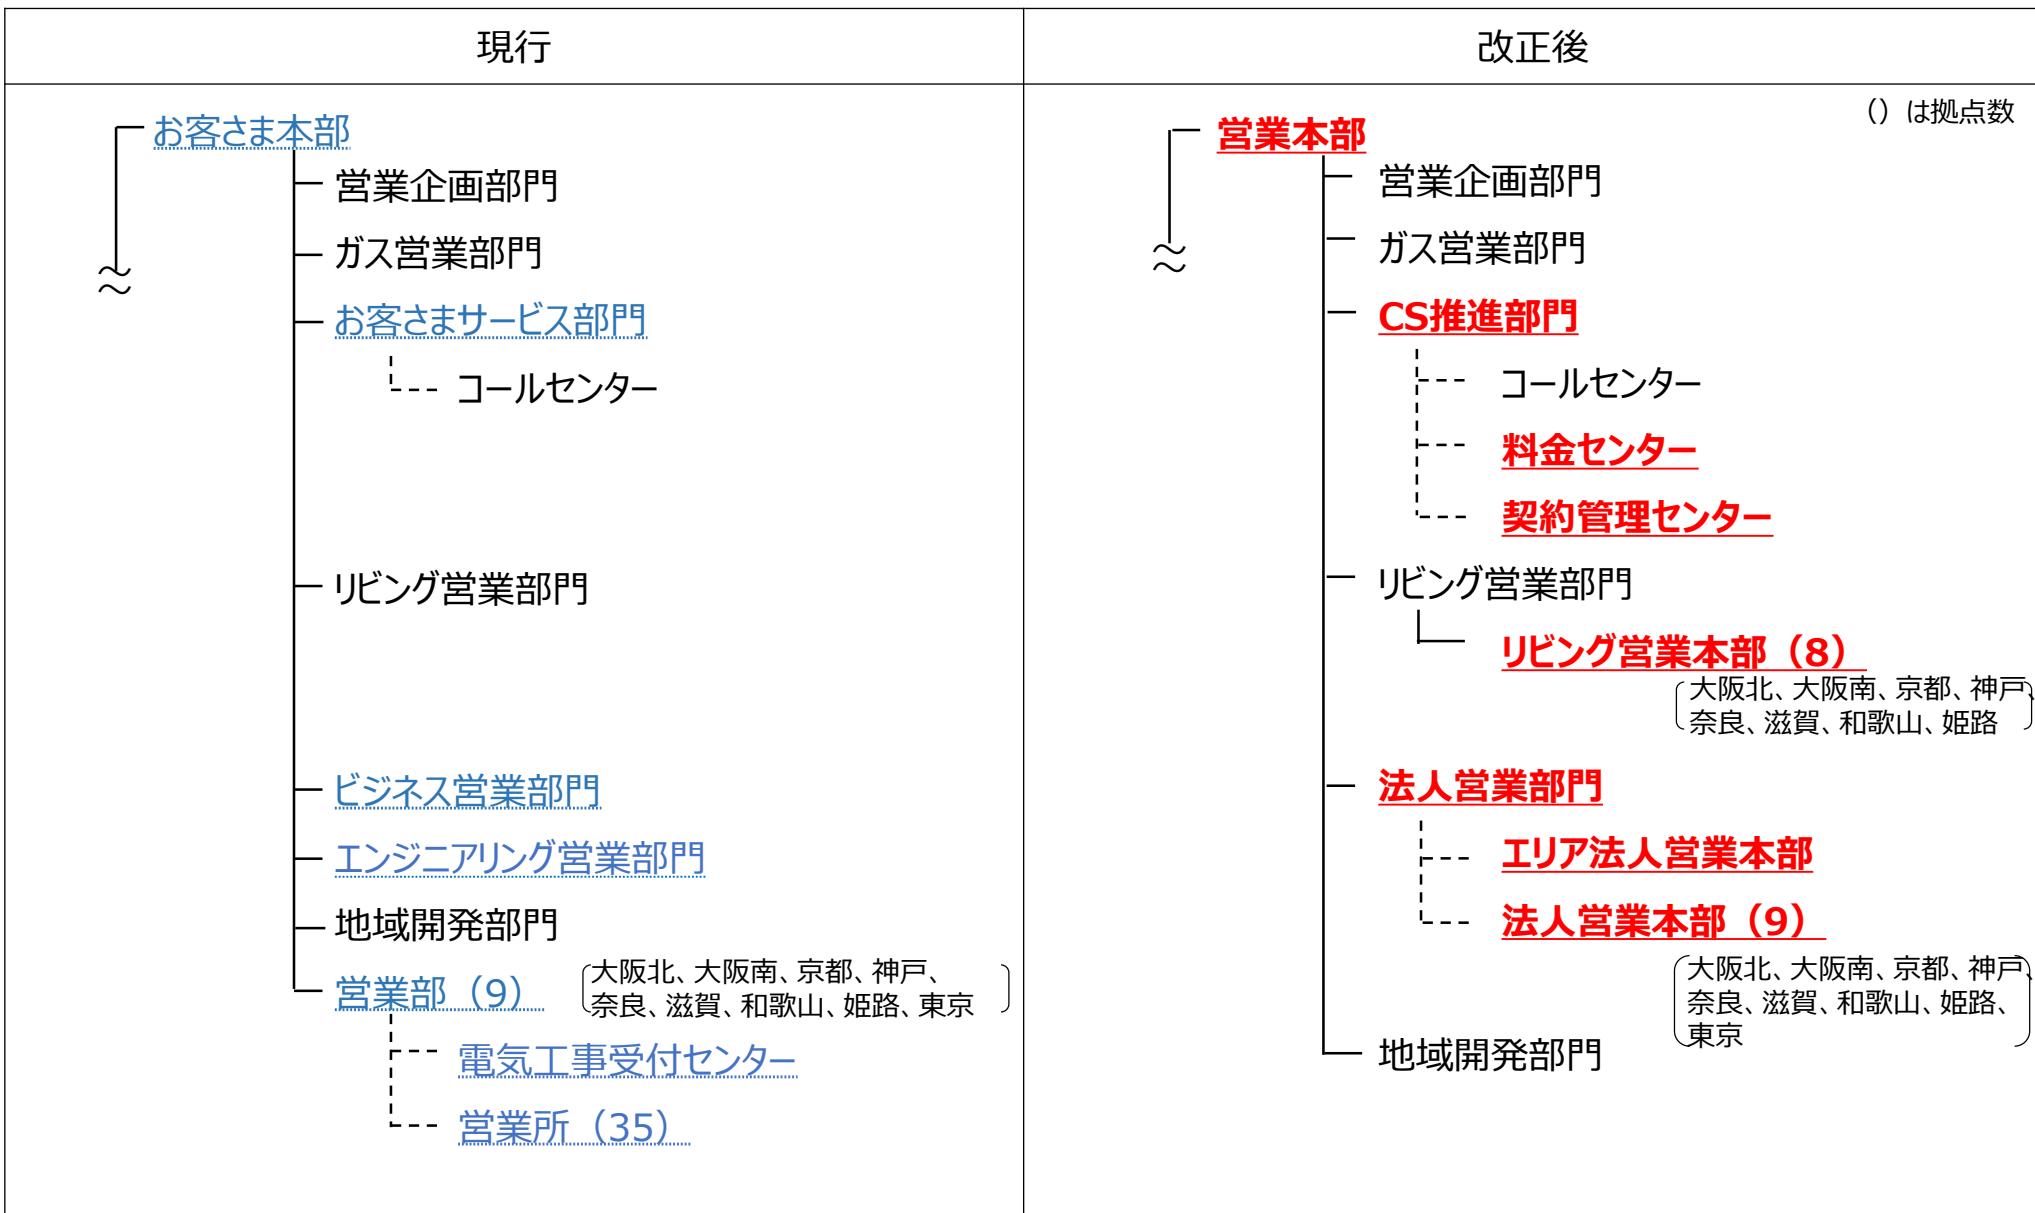 現行
お客さま本部
営業企画部門
ガス営業部門
お客さまサービス部門
コールセンター
リビング営業部門
ビジネス営業部門
エンジニアリング営業部門
地域開発部門
営業部（9）
大阪北、大阪南、京都、神戸、
奈良、滋賀、和歌山、姫路、東京
電気工事受付センター
営業所（35）
改正後
（）は拠点数
営業本部
営業企画部門
ガス営業部門
CS推進部門
コールセンター
料金センター
契約管理センター
リビング営業部門
リビング営業本部（8）
大阪北、大阪南、京都、神戸、
奈良、滋賀、和歌山、姫路
法人営業部門
エリア法人営業本部
法人営業本部（9）
大阪北、大阪南、京都、神戸、
奈良、滋賀、和歌山、姫路、
東京
地域開発部門